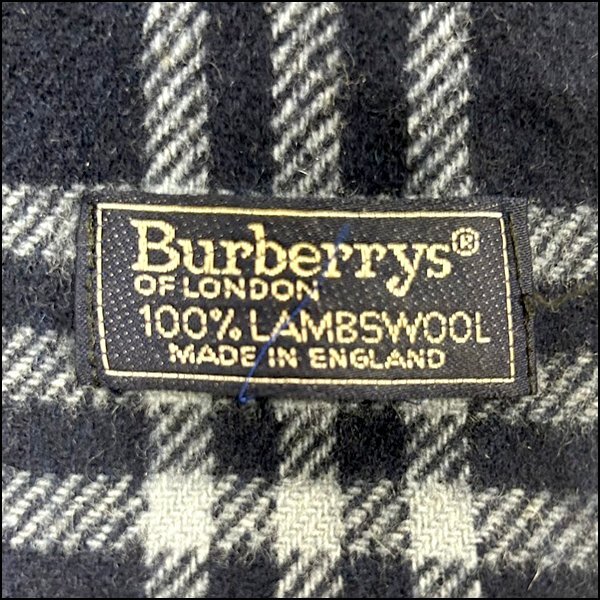 Burberrys®
OF LONDON
100% LAMBSWOOL
MADE IN ENGLAND